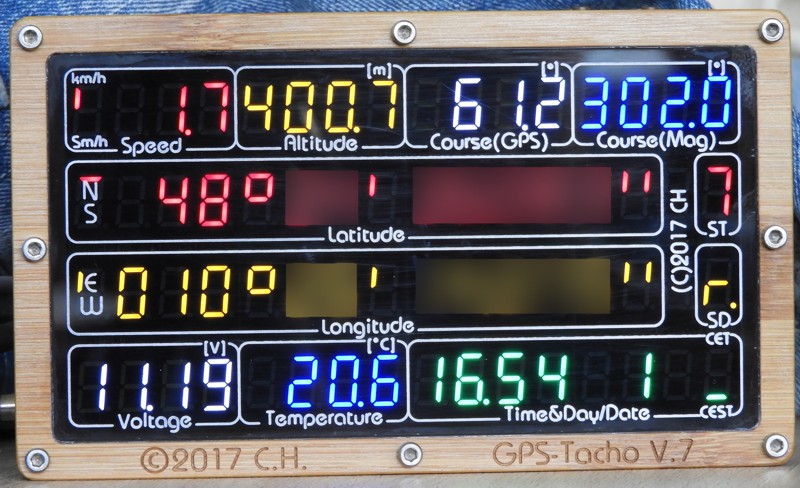 km/h [m] [°] [°]
1.7 400.7 61.2 302.0
Sm/h Speed Altitude Course(GPS) Course(Mag)
N 48° ' " 7
S ST
Latitude
(C)2017 CH
E 010° ' " r.
W SD
Longitude
[V] [°C] CET
11.19 20.6 16.54 1
Voltage Temperature Time&Day/Date CEST
©2017 C.H. GPS-Tacho V.7